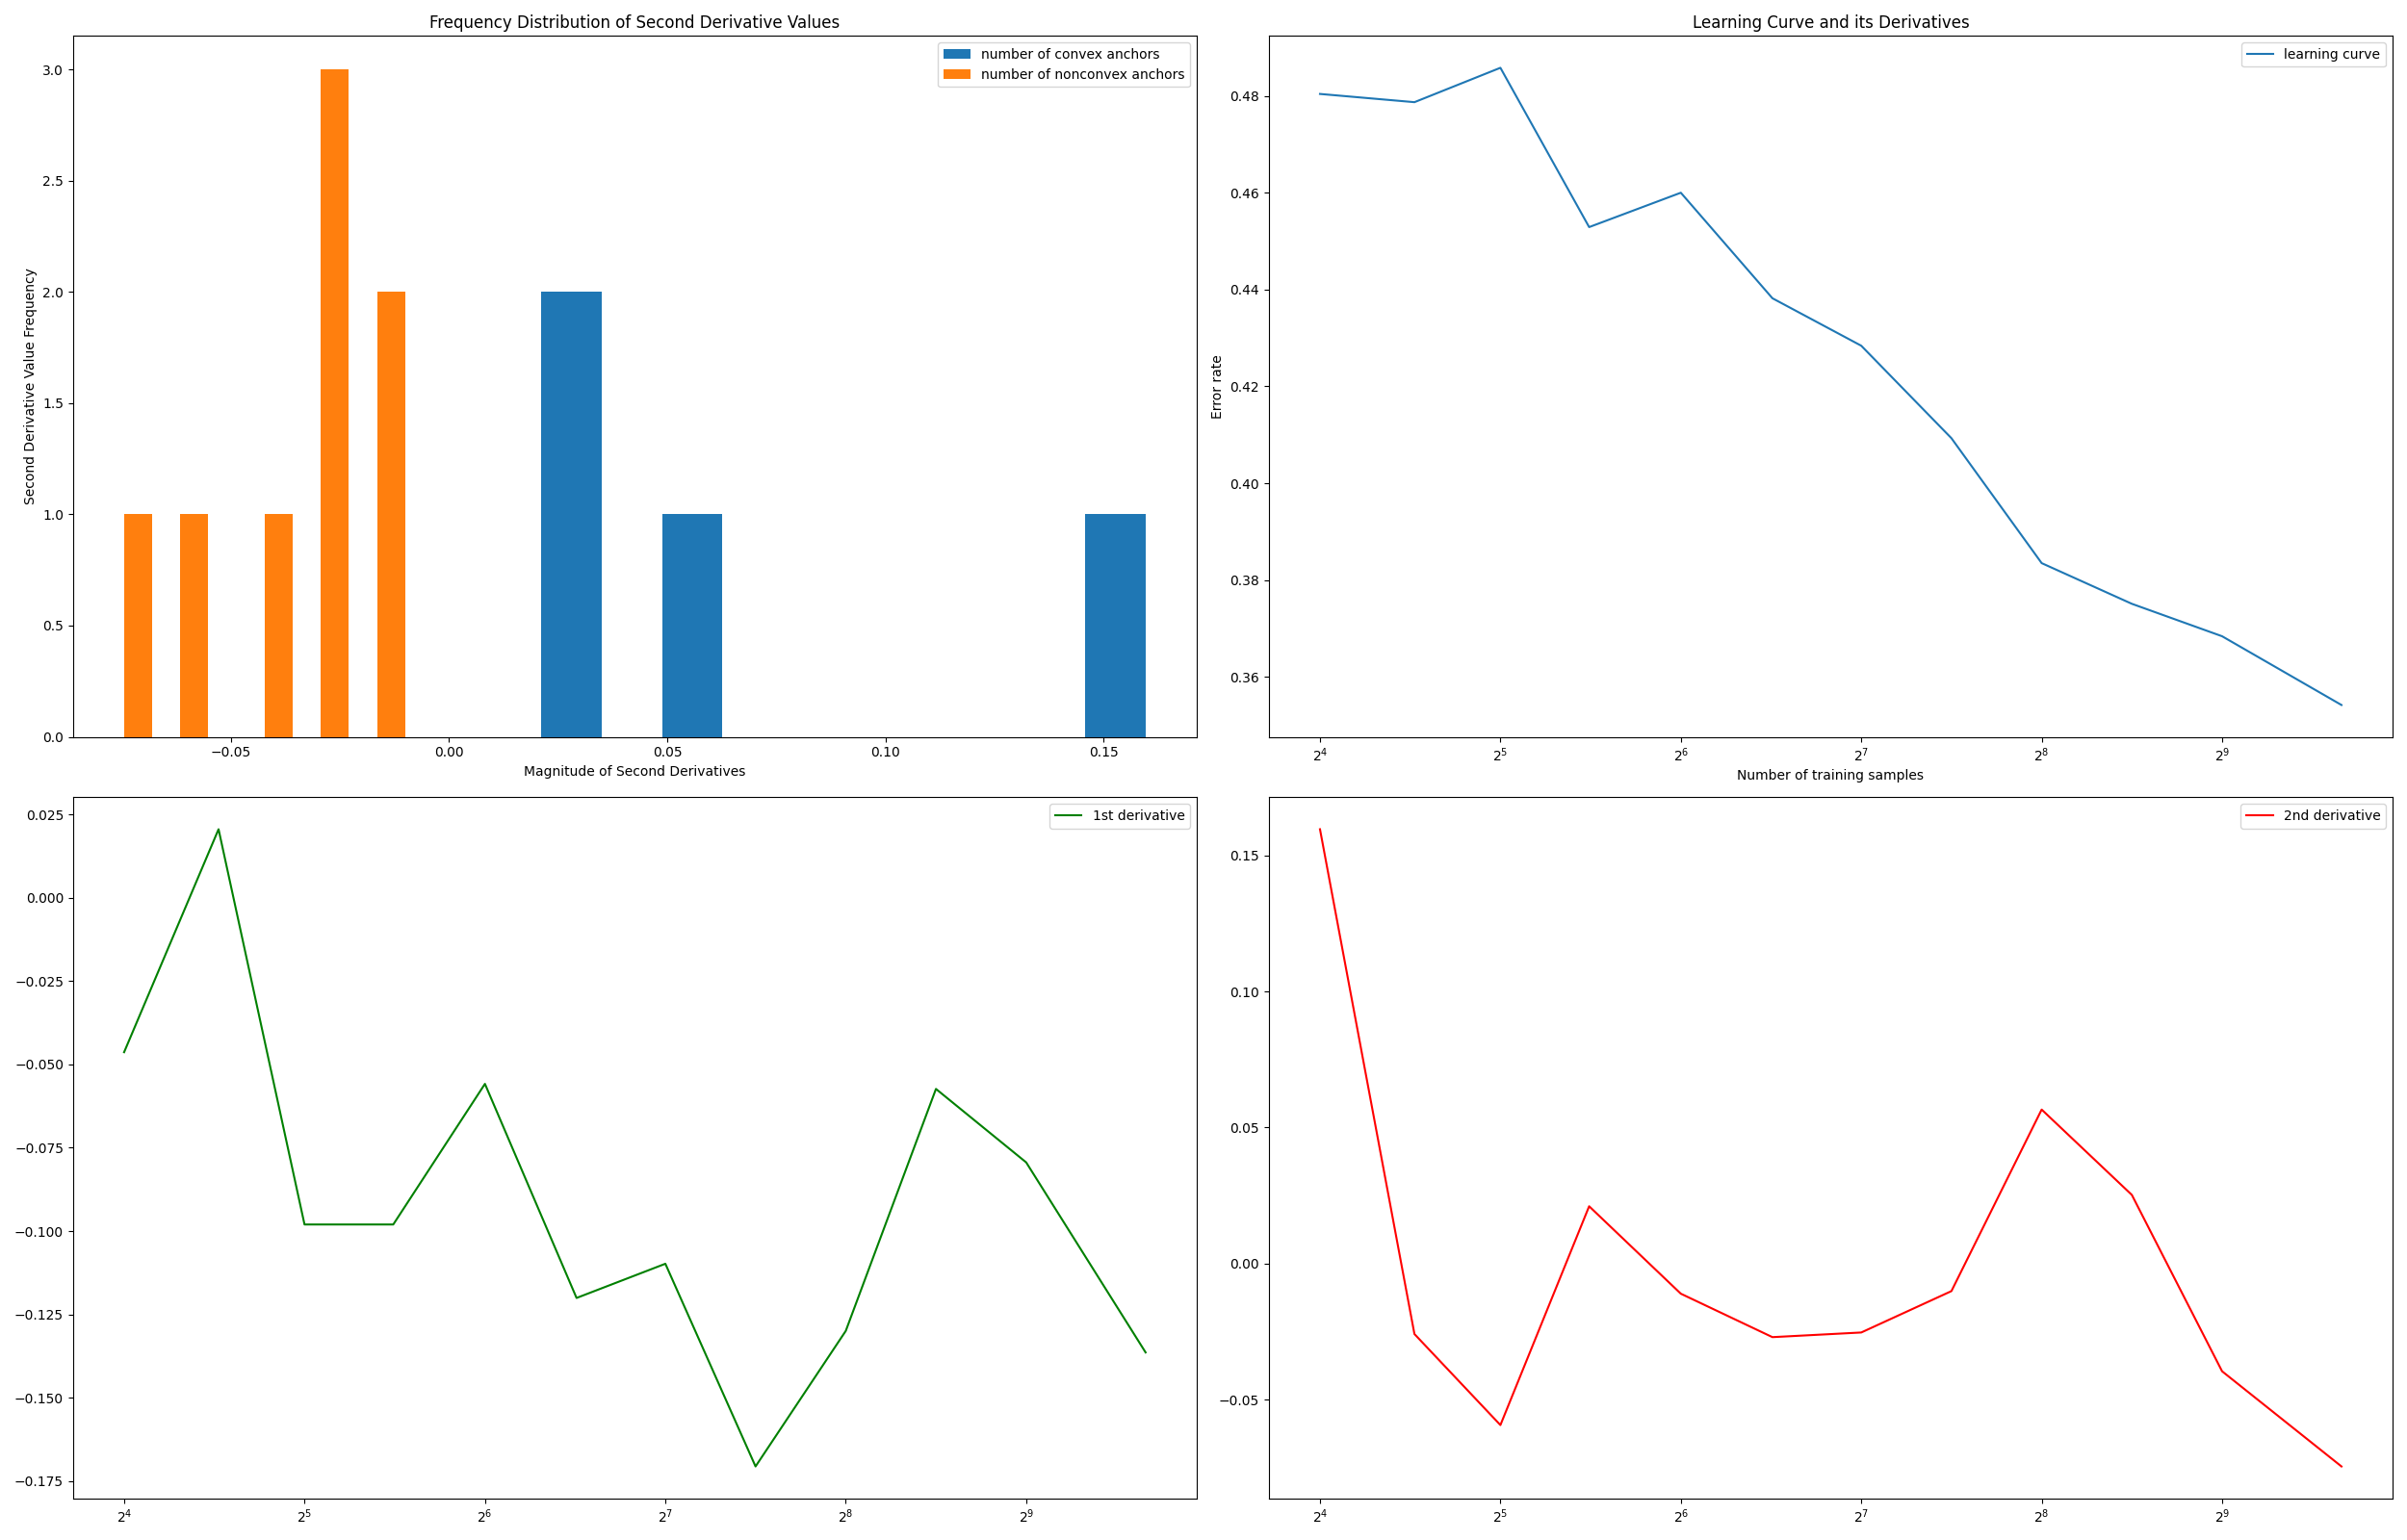 Frequency Distribution of Second Derivative Values
number of convex anchors
number of nonconvex anchors
Second Derivative Value Frequency
3.0
2.5
2.0
1.5
1.0
0.5
0.0
−0.05 0.00 0.05 0.10 0.15
Magnitude of Second Derivatives
Learning Curve and its Derivatives
learning curve
Error rate
0.48
0.46
0.44
0.42
0.40
0.38
0.36
2⁴ 2⁵ 2⁶ 2⁷ 2⁸ 2⁹
Number of training samples
1st derivative
0.025
0.000
−0.025
−0.050
−0.075
−0.100
−0.125
−0.150
−0.175
2⁴ 2⁵ 2⁶ 2⁷ 2⁸ 2⁹
2nd derivative
0.15
0.10
0.05
0.00
−0.05
2⁴ 2⁵ 2⁶ 2⁷ 2⁸ 2⁹